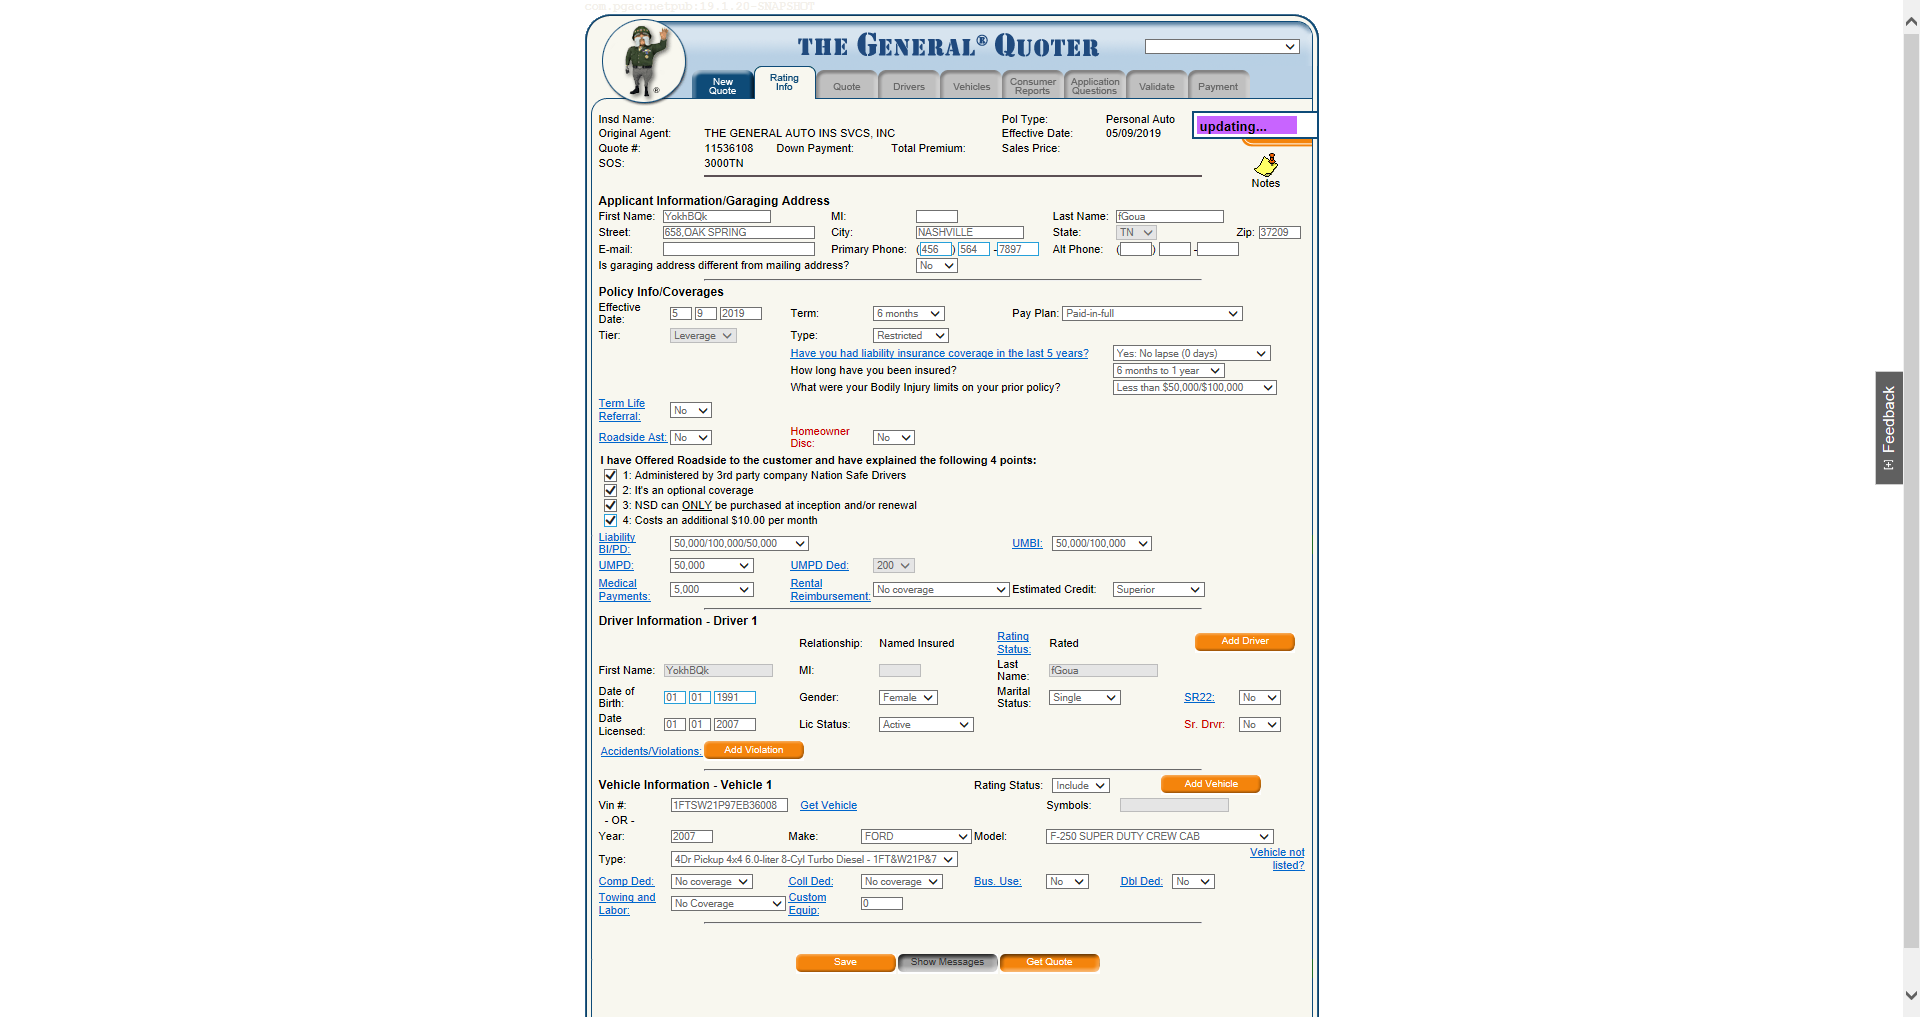 com.pgac:netpub:19.1.20-SNAPSHOT
THE GENERAL® QUOTER
New Quote
Rating Info
Quote
Drivers
Vehicles
Consumer Reports
Application Questions
Validate
Payment
Insd Name:
Pol Type: Personal Auto
updating...
Original Agent: THE GENERAL AUTO INS SVCS, INC
Effective Date: 05/09/2019
Quote #: 11536108 Down Payment: Total Premium: Sales Price:
SOS: 3000TN
Notes
Applicant Information/Garaging Address
First Name: YokhBQk MI: Last Name: fGoua
Street: 658,OAK SPRING City: NASHVILLE State: TN Zip: 37209
E-mail: Primary Phone: (456) 564 -7897 Alt Phone: ( ) -
Is garaging address different from mailing address? No
Policy Info/Coverages
Effective Date: 5 9 2019 Term: 6 months Pay Plan: Paid-in-full
Tier: Leverage Type: Restricted
Have you had liability insurance coverage in the last 5 years? Yes: No lapse (0 days)
How long have you been insured? 6 months to 1 year
What were your Bodily Injury limits on your prior policy? Less than $50,000/$100,000
Term Life Referral: No
Roadside Ast: No Homeowner Disc: No
I have Offered Roadside to the customer and have explained the following 4 points:
1: Administered by 3rd party company Nation Safe Drivers
2: It's an optional coverage
3: NSD can ONLY be purchased at inception and/or renewal
4: Costs an additional $10.00 per month
Liability BI/PD: 50,000/100,000/50,000 UMBI: 50,000/100,000
UMPD: 50,000 UMPD Ded: 200
Medical Payments: 5,000 Rental Reimbursement: No coverage Estimated Credit: Superior
Driver Information - Driver 1
Relationship: Named Insured Rating Status: Rated Add Driver
First Name: YokhBQk MI: Last Name: fGoua
Date of Birth: 01 01 1991 Gender: Female Marital Status: Single SR22: No
Date Licensed: 01 01 2007 Lic Status: Active Sr. Drvr: No
Accidents/Violations: Add Violation
Vehicle Information - Vehicle 1 Rating Status: Include Add Vehicle
Vin #: 1FTSW21P97EB36008 Get Vehicle Symbols:
- OR -
Year: 2007 Make: FORD Model: F-250 SUPER DUTY CREW CAB
Type: 4Dr Pickup 4x4 6.0-liter 8-Cyl Turbo Diesel - 1FT&W21P&7 Vehicle not listed?
Comp Ded: No coverage Coll Ded: No coverage Bus. Use: No Dbl Ded: No
Towing and Labor: No Coverage Custom Equip: 0
Save Show Messages Get Quote
[+] Feedback